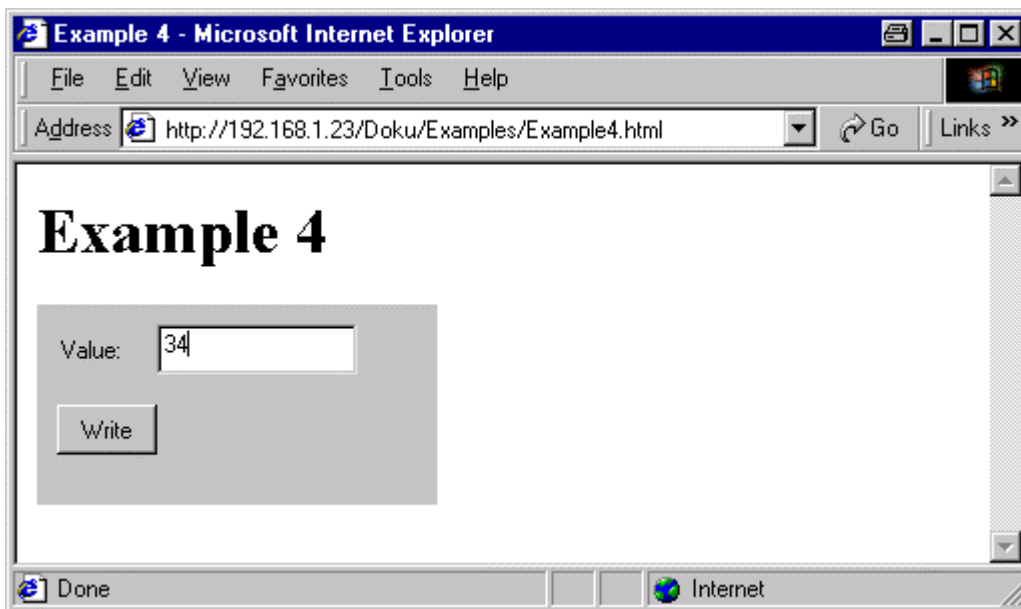 Example 4 - Microsoft Internet Explorer
File Edit View Favorites Tools Help
Address http://192.168.1.23/Doku/Examples/Example4.html Go Links »
Example 4
Value: 34
Write
Done Internet